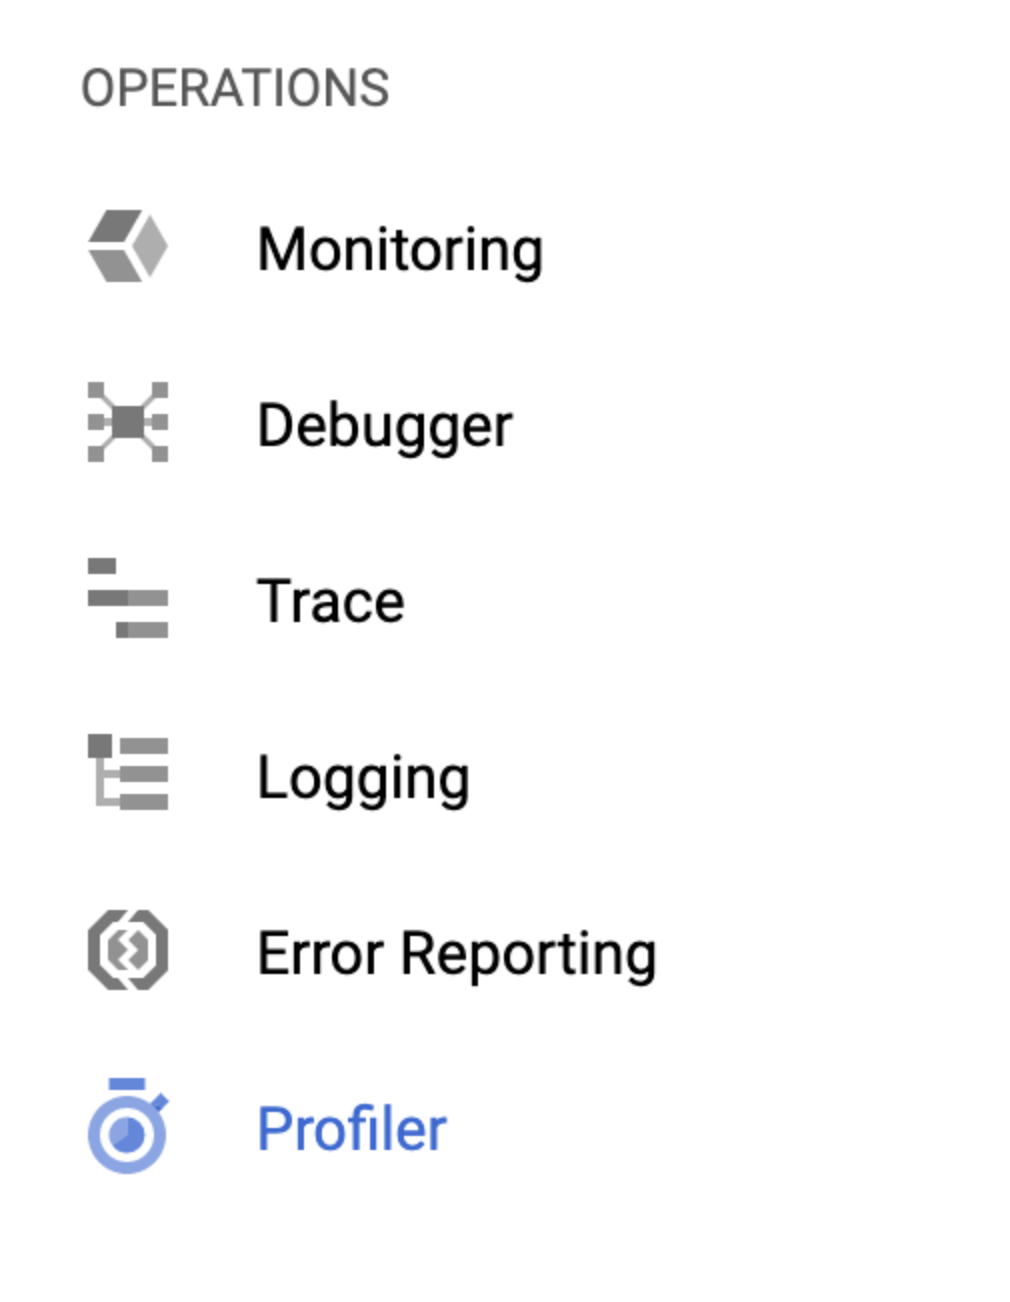 OPERATIONS
Monitoring
Debugger
Trace
Logging
Error Reporting
Profiler